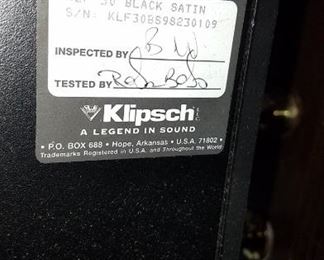 30 BLACK SATIN
S/N: KLF30BS98230109
INSPECTED BY
TESTED BY
Klipsch LLC
A LEGEND IN SOUND
P.O. BOX 688 • Hope, Arkansas • U.S.A. 71802 •
Trademarks Registered in U.S.A. and Throughout the World